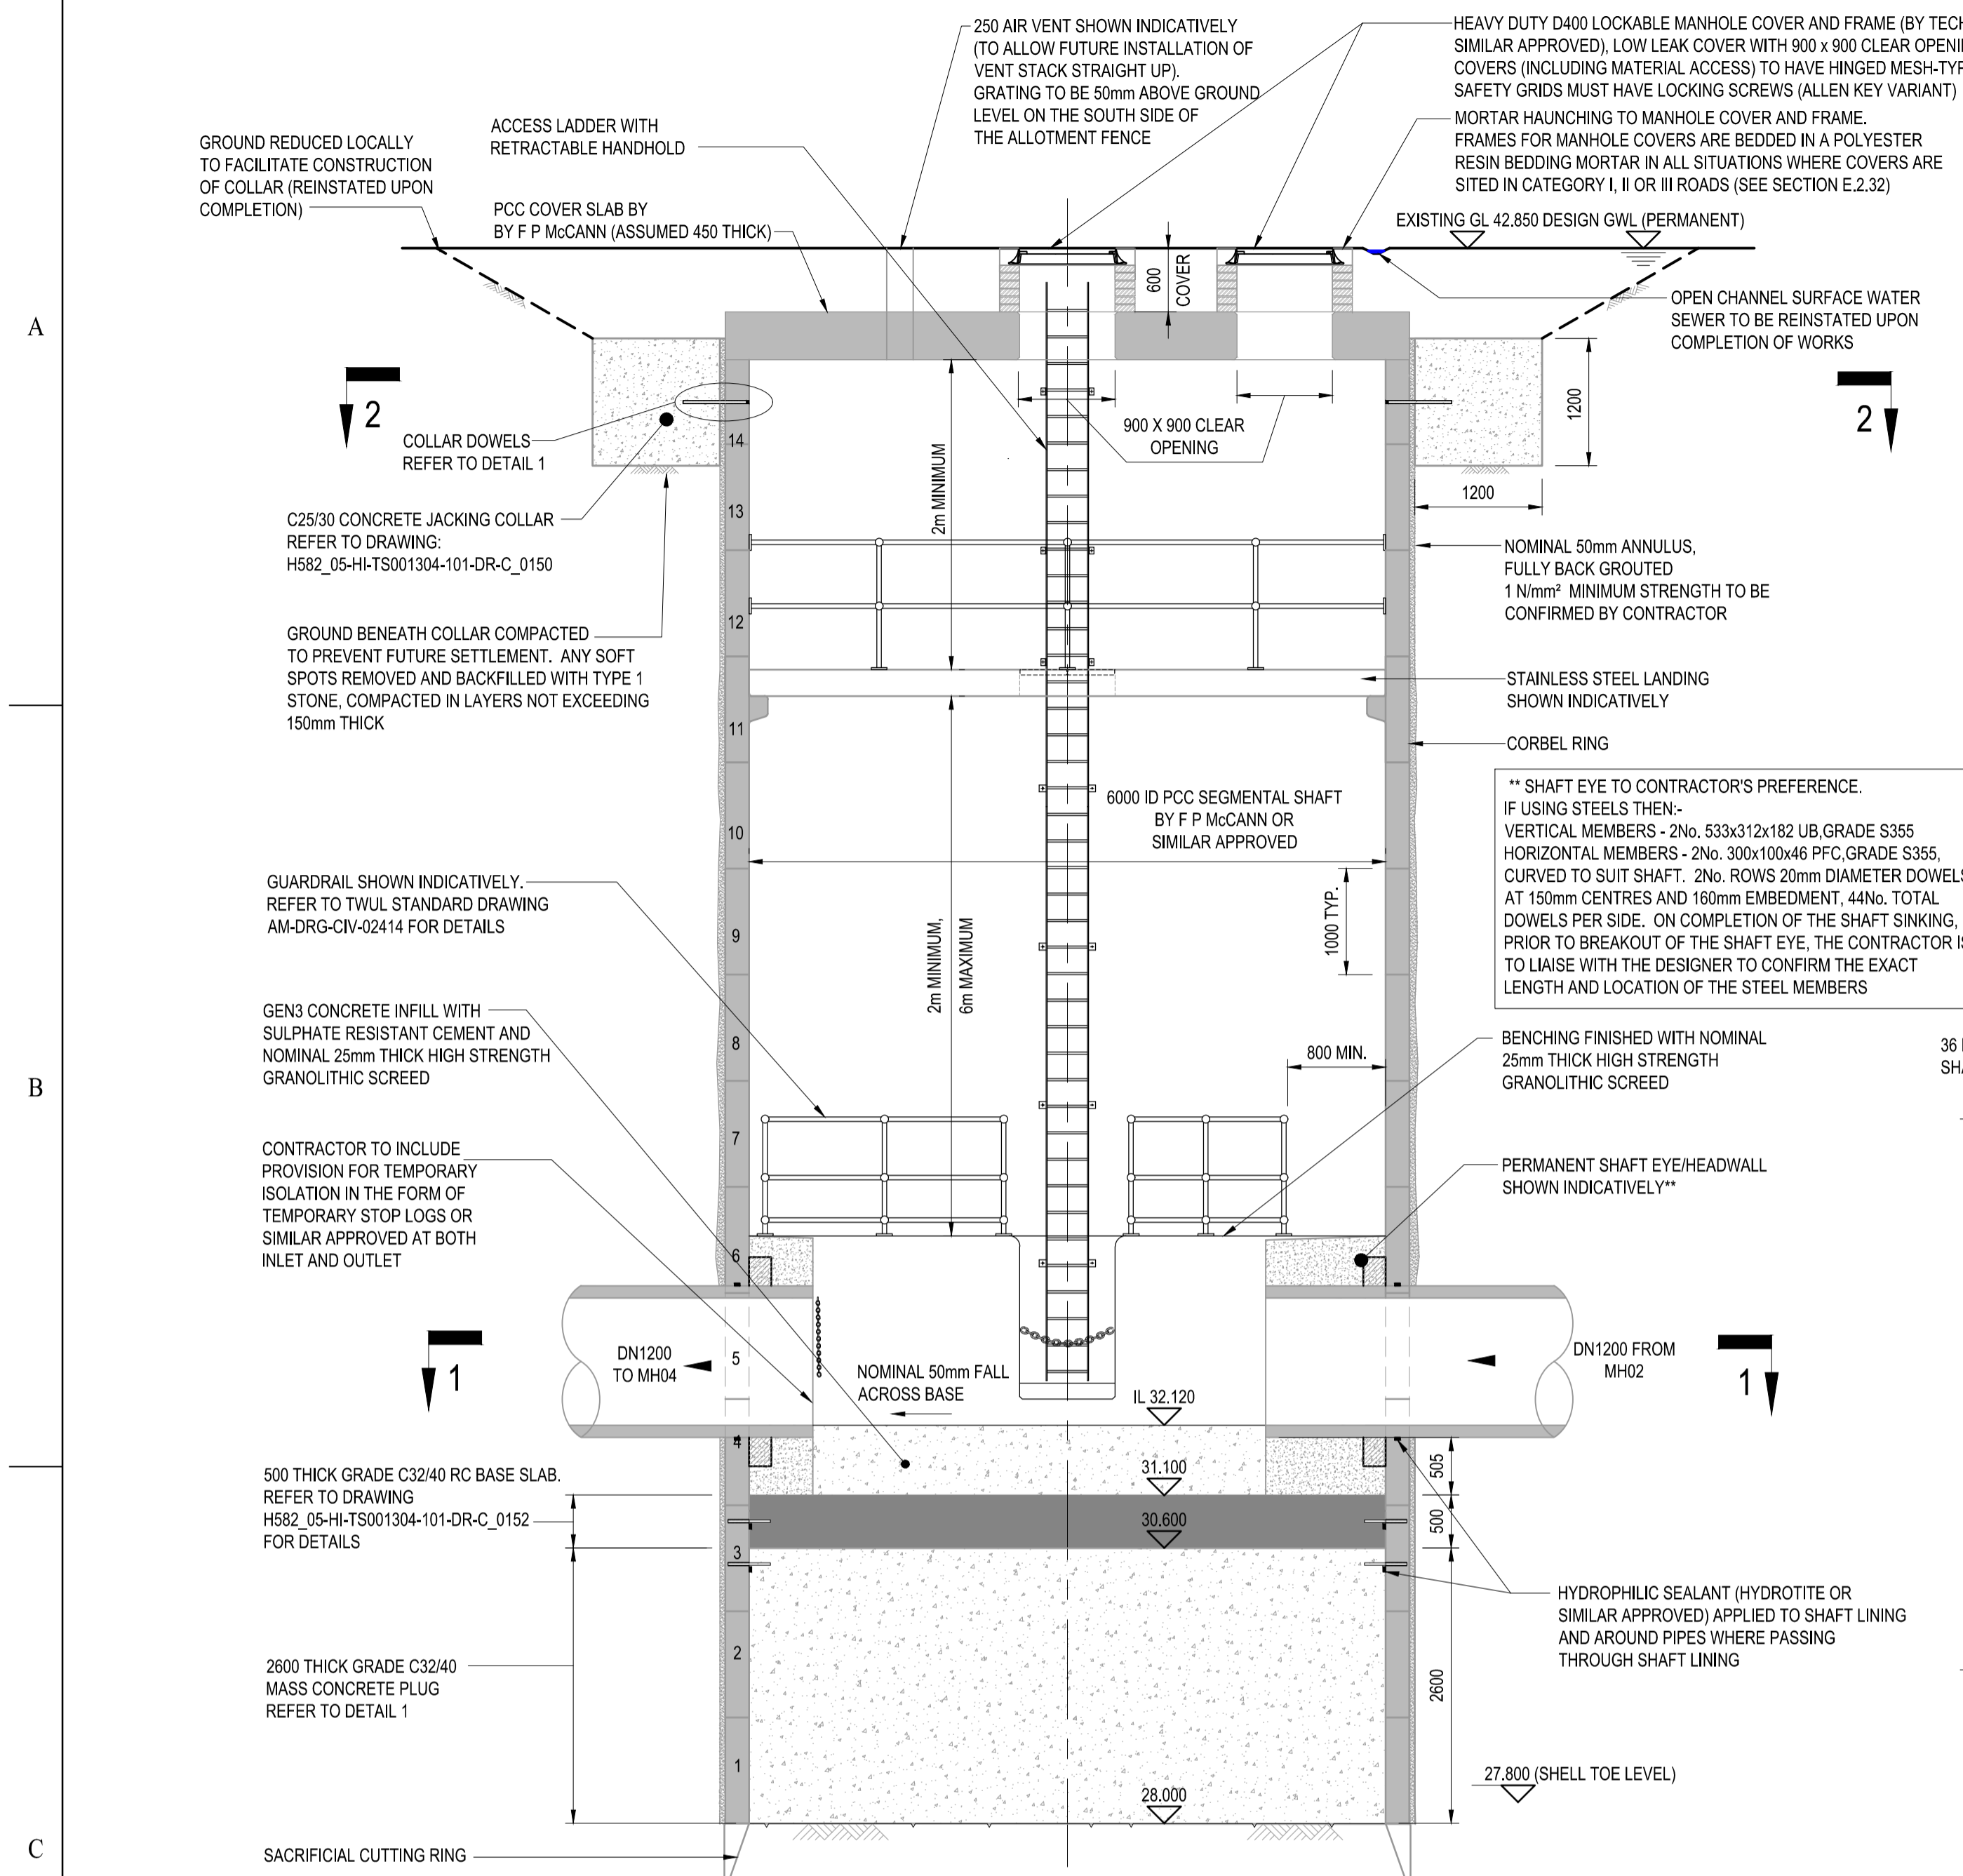 250 AIR VENT SHOWN INDICATIVELY
(TO ALLOW FUTURE INSTALLATION OF
VENT STACK STRAIGHT UP).
GRATING TO BE 50mm ABOVE GROUND
LEVEL ON THE SOUTH SIDE OF
THE ALLOTMENT FENCE
HEAVY DUTY D400 LOCKABLE MANHOLE COVER AND FRAME (BY TECH
SIMILAR APPROVED), LOW LEAK COVER WITH 900 x 900 CLEAR OPENI
COVERS (INCLUDING MATERIAL ACCESS) TO HAVE HINGED MESH-TYP
SAFETY GRIDS MUST HAVE LOCKING SCREWS (ALLEN KEY VARIANT)
MORTAR HAUNCHING TO MANHOLE COVER AND FRAME.
FRAMES FOR MANHOLE COVERS ARE BEDDED IN A POLYESTER
RESIN BEDDING MORTAR IN ALL SITUATIONS WHERE COVERS ARE
SITED IN CATEGORY I, II OR III ROADS (SEE SECTION E.2.32)
GROUND REDUCED LOCALLY
TO FACILITATE CONSTRUCTION
OF COLLAR (REINSTATED UPON
COMPLETION)
ACCESS LADDER WITH
RETRACTABLE HANDHOLD
PCC COVER SLAB BY
BY F P McCANN (ASSUMED 450 THICK)
EXISTING GL 42.850 DESIGN GWL (PERMANENT)
600
COVER
OPEN CHANNEL SURFACE WATER
SEWER TO BE REINSTATED UPON
COMPLETION OF WORKS
A
2
2
1200
1200
COLLAR DOWELS
REFER TO DETAIL 1
14
900 X 900 CLEAR
OPENING
2m MINIMUM
C25/30 CONCRETE JACKING COLLAR
REFER TO DRAWING:
H582_05-HI-TS001304-101-DR-C_0150
13
NOMINAL 50mm ANNULUS,
FULLY BACK GROUTED
1 N/mm² MINIMUM STRENGTH TO BE
CONFIRMED BY CONTRACTOR
12
GROUND BENEATH COLLAR COMPACTED
TO PREVENT FUTURE SETTLEMENT. ANY SOFT
SPOTS REMOVED AND BACKFILLED WITH TYPE 1
STONE, COMPACTED IN LAYERS NOT EXCEEDING
150mm THICK
STAINLESS STEEL LANDING
SHOWN INDICATIVELY
11
CORBEL RING
** SHAFT EYE TO CONTRACTOR'S PREFERENCE.
IF USING STEELS THEN:-
VERTICAL MEMBERS - 2No. 533x312x182 UB,GRADE S355
HORIZONTAL MEMBERS - 2No. 300x100x46 PFC,GRADE S355,
CURVED TO SUIT SHAFT. 2No. ROWS 20mm DIAMETER DOWELS
AT 150mm CENTRES AND 160mm EMBEDMENT, 44No. TOTAL
DOWELS PER SIDE. ON COMPLETION OF THE SHAFT SINKING,
PRIOR TO BREAKOUT OF THE SHAFT EYE, THE CONTRACTOR IS
TO LIAISE WITH THE DESIGNER TO CONFIRM THE EXACT
LENGTH AND LOCATION OF THE STEEL MEMBERS
6000 ID PCC SEGMENTAL SHAFT
BY F P McCANN OR
SIMILAR APPROVED
10
GUARDRAIL SHOWN INDICATIVELY.
REFER TO TWUL STANDARD DRAWING
AM-DRG-CIV-02414 FOR DETAILS
1000 TYP.
9
2m MINIMUM,
6m MAXIMUM
GEN3 CONCRETE INFILL WITH
SULPHATE RESISTANT CEMENT AND
NOMINAL 25mm THICK HIGH STRENGTH
GRANOLITHIC SCREED
8
800 MIN.
BENCHING FINISHED WITH NOMINAL
25mm THICK HIGH STRENGTH
GRANOLITHIC SCREED
36
SHA
B
7
CONTRACTOR TO INCLUDE
PROVISION FOR TEMPORARY
ISOLATION IN THE FORM OF
TEMPORARY STOP LOGS OR
SIMILAR APPROVED AT BOTH
INLET AND OUTLET
PERMANENT SHAFT EYE/HEADWALL
SHOWN INDICATIVELY**
6
1
DN1200
TO MH04
5
NOMINAL 50mm FALL
ACROSS BASE
IL 32.120
DN1200 FROM
MH02
1
4
505
31.100
500 THICK GRADE C32/40 RC BASE SLAB.
REFER TO DRAWING
H582_05-HI-TS001304-101-DR-C_0152
FOR DETAILS
500
30.600
3
HYDROPHILIC SEALANT (HYDROTITE OR
SIMILAR APPROVED) APPLIED TO SHAFT LINING
AND AROUND PIPES WHERE PASSING
THROUGH SHAFT LINING
2
2600
2600 THICK GRADE C32/40
MASS CONCRETE PLUG
REFER TO DETAIL 1
1
28.000
27.800 (SHELL TOE LEVEL)
C
SACRIFICIAL CUTTING RING